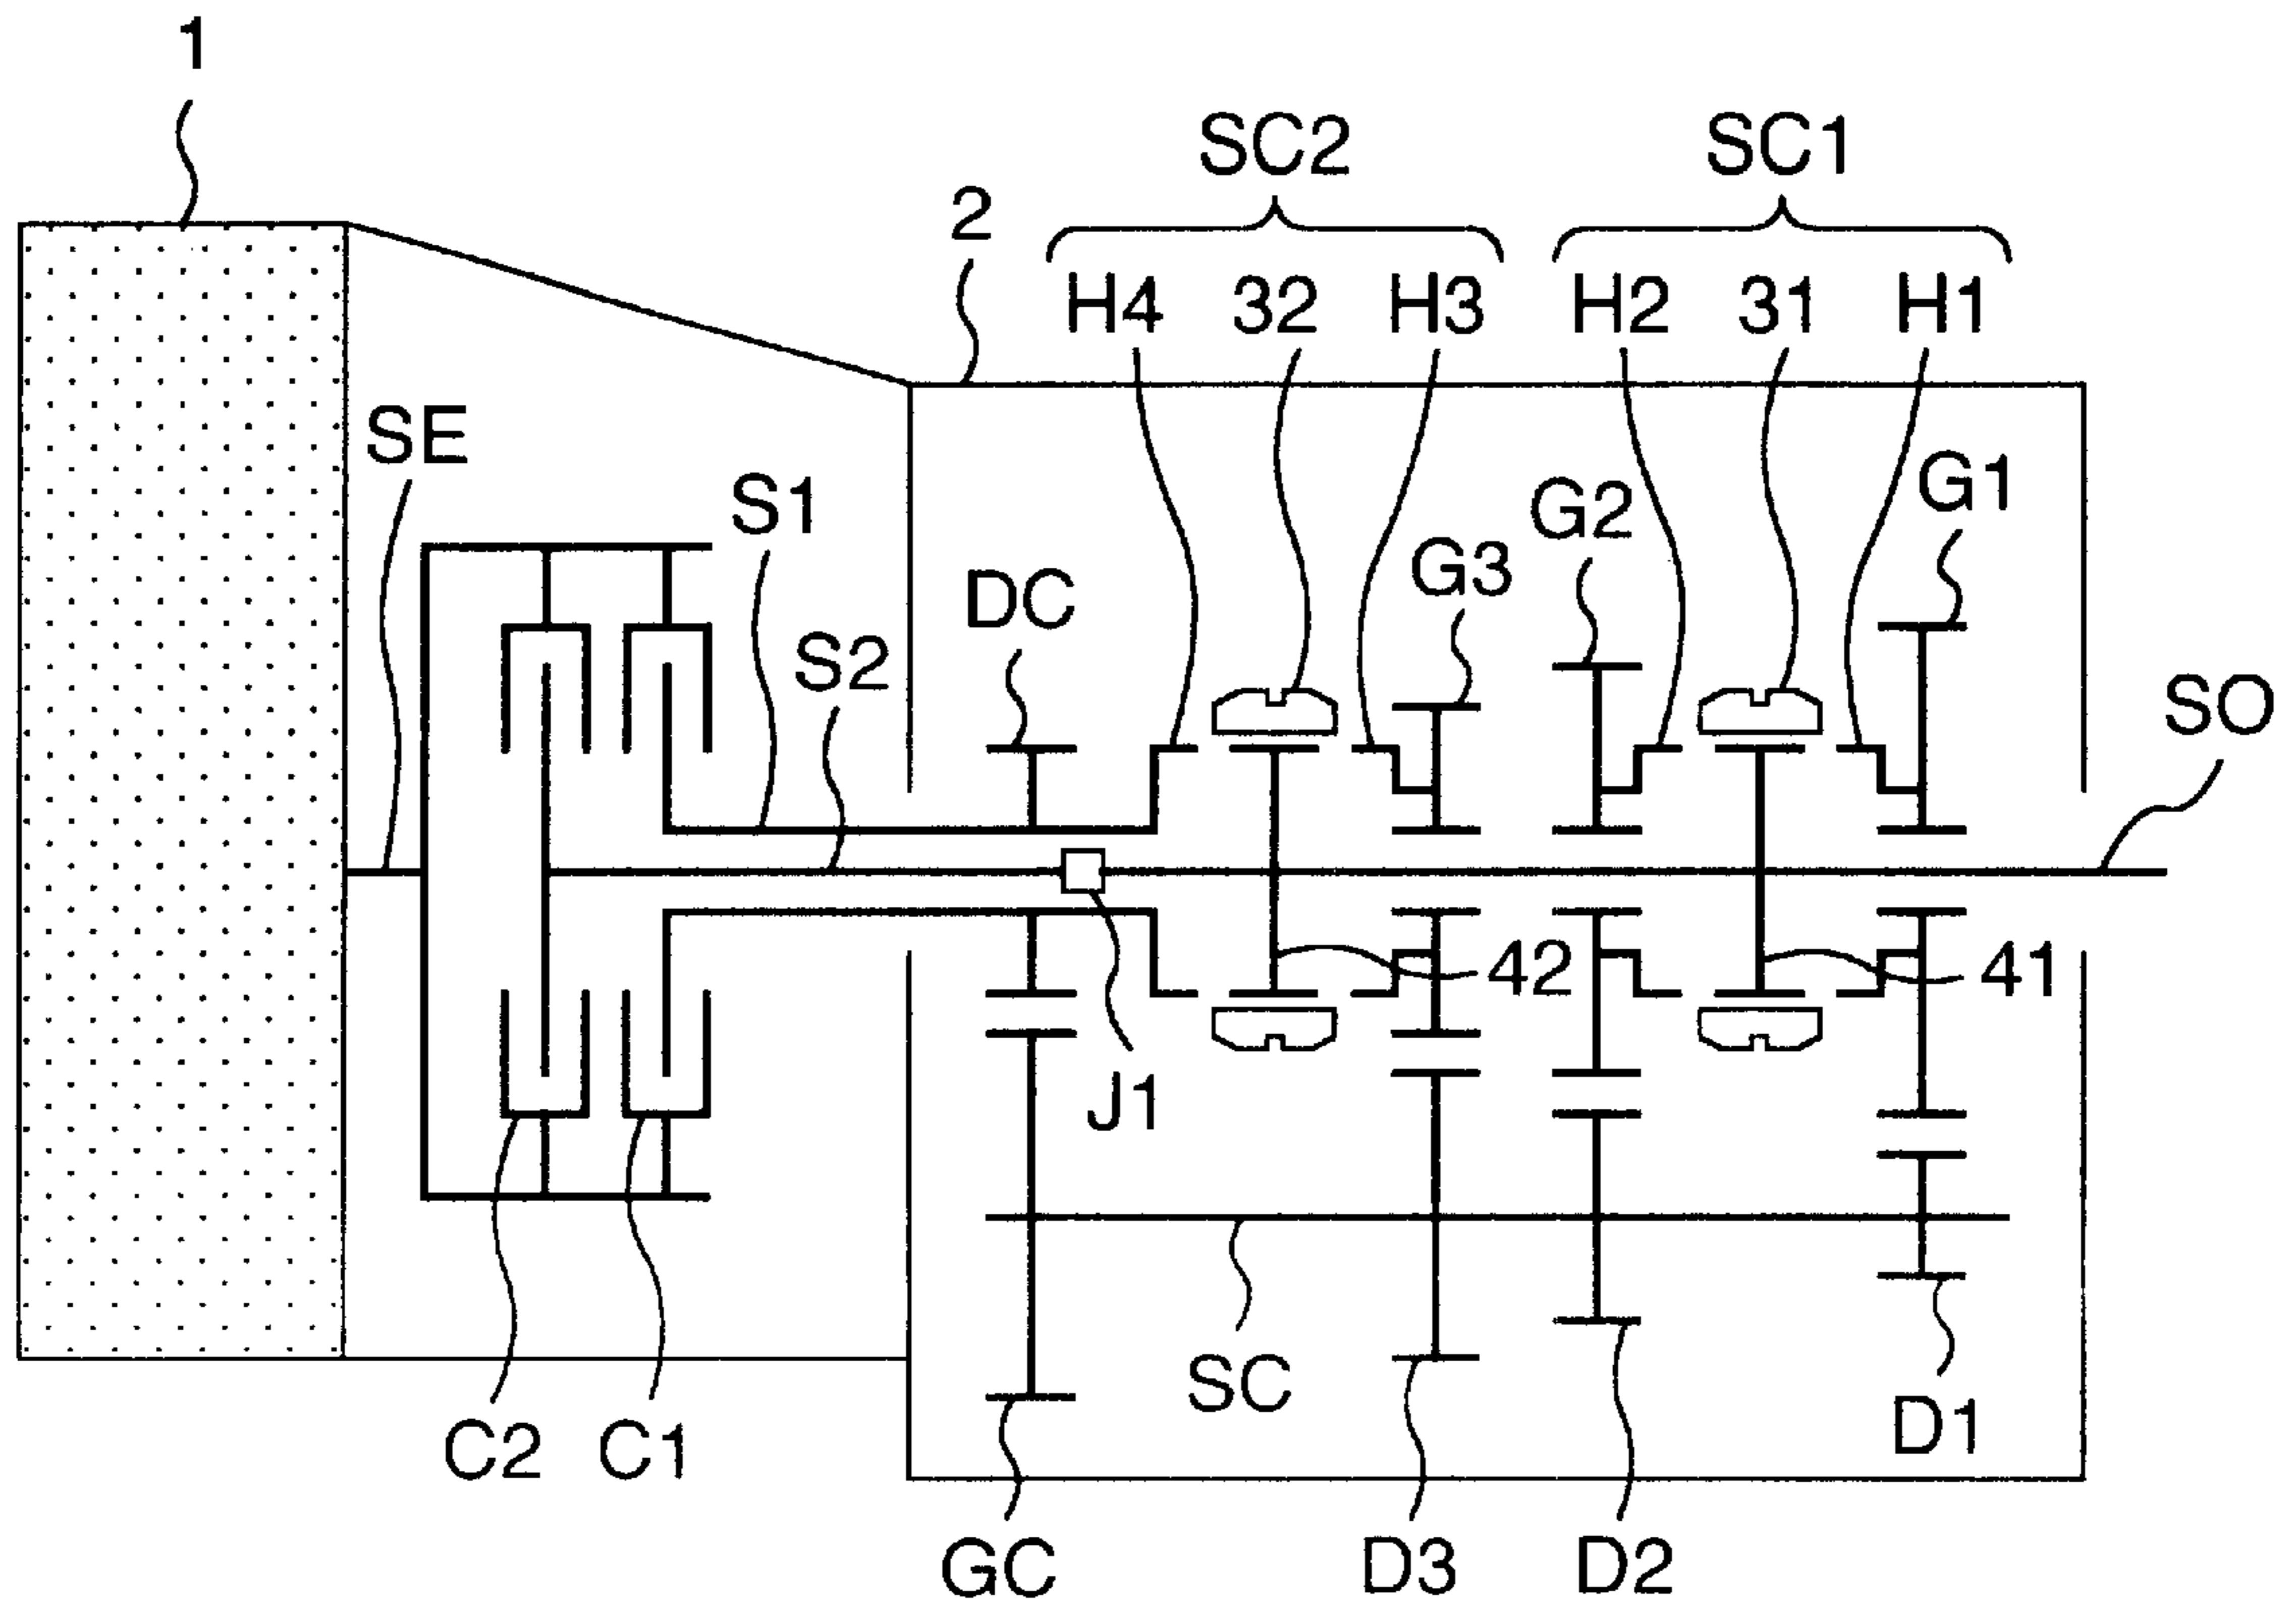 1
SC2 SC1
2
H4 32 H3 H2 31 H1
SE
S1 G2 G1
DC G3
S2 SO
42 41
J1
SC
C2 C1 D1
GC D3 D2